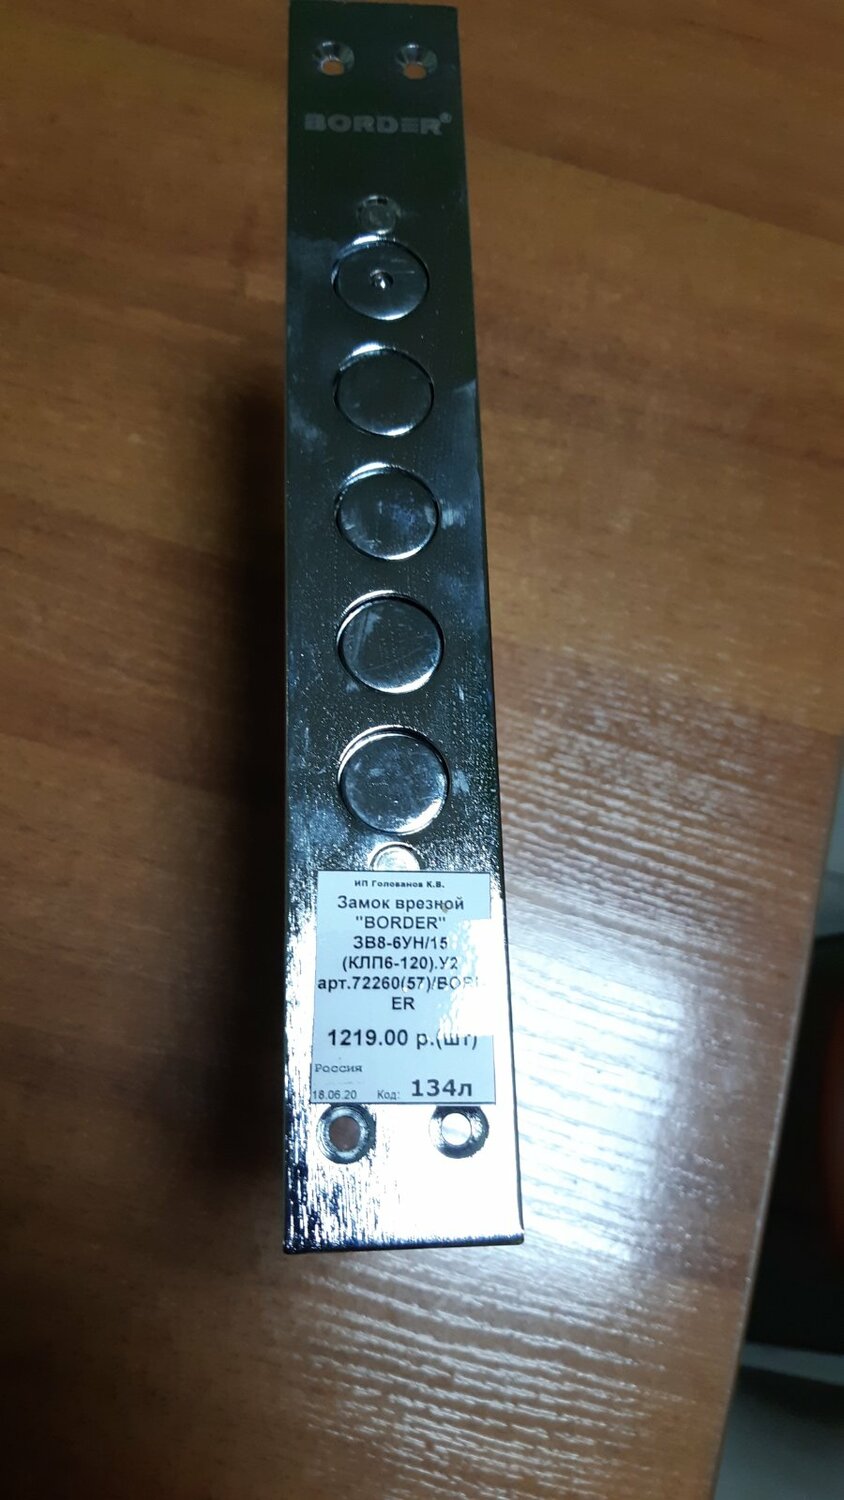 BORDER®
ИП Голованов К.В.
Замок врезной
"BORDER"
ЗВ8-6УН/15
(КЛП6-120).У2
арт.72260(57)/BORD
ER
1219.00 р.(шт)
Россия
18.06.20 Код: 134л